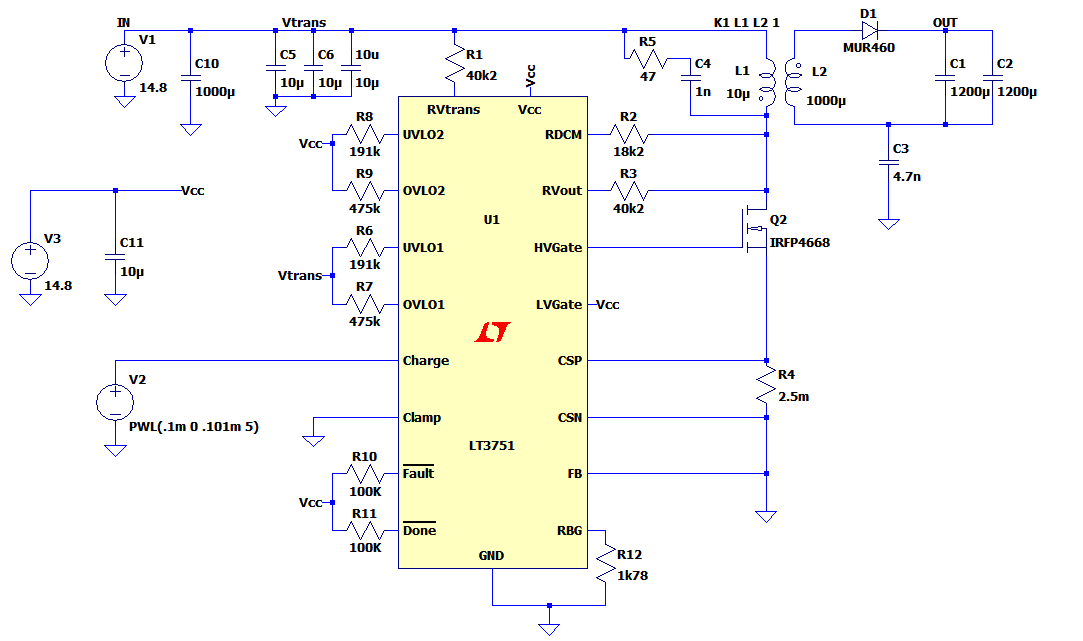 IN
Vtrans
K1 L1 L2 1
D1
MUR460
OUT
V1
14.8
C10
1000µ
C5
10µ
C6
10µ
10u
10µ
R1
40k2
Vcc
R5
47
C4
1n
L1
10µ
L2
1000µ
C1
1200µ
C2
1200µ
C3
4.7n
RVtrans
Vcc
R8
191k
Vcc
R9
475k
UVLO2
OVLO2
RDCM
R2
18k2
RVout
R3
40k2
Vcc
V3
14.8
C11
10µ
U1
R6
191k
Vtrans
R7
475k
UVLO1
OVLO1
HVGate
Q2
IRFP4668
LVGate
Vcc
V2
PWL(.1m 0 .101m 5)
Charge
CSP
R4
2.5m
Clamp
CSN
LT3751
R10
100K
Vcc
R11
100K
Fault
FB
Done
RBG
GND
R12
1k78